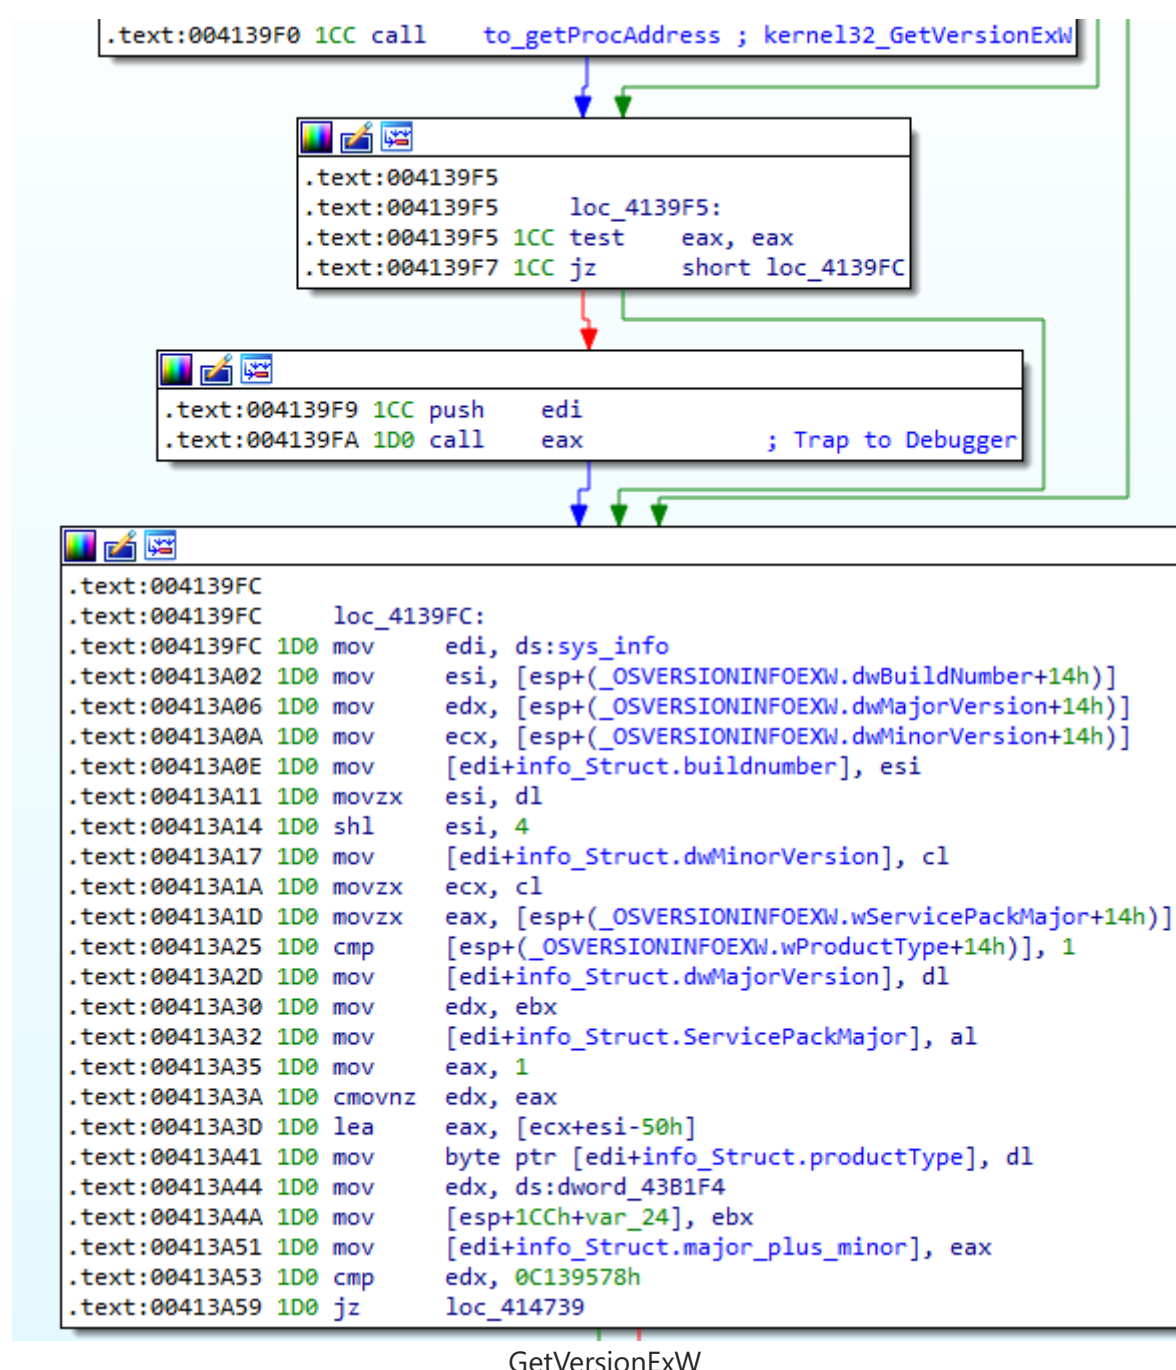 .text:004139F0 1CC call    to_getProcAddress ; kernel32_GetVersionExW
.text:004139F5
.text:004139F5     loc_4139F5:
.text:004139F5 1CC test    eax, eax
.text:004139F7 1CC jz      short loc_4139FC
.text:004139F9 1CC push    edi
.text:004139FA 1D0 call    eax             ; Trap to Debugger
.text:004139FC
.text:004139FC     loc_4139FC:
.text:004139FC 1D0 mov     edi, ds:sys_info
.text:00413A02 1D0 mov     esi, [esp+(_OSVERSIONINFOEXW.dwBuildNumber+14h)]
.text:00413A06 1D0 mov     edx, [esp+(_OSVERSIONINFOEXW.dwMajorVersion+14h)]
.text:00413A0A 1D0 mov     ecx, [esp+(_OSVERSIONINFOEXW.dwMinorVersion+14h)]
.text:00413A0E 1D0 mov     [edi+info_Struct.buildnumber], esi
.text:00413A11 1D0 movzx   esi, dl
.text:00413A14 1D0 shl     esi, 4
.text:00413A17 1D0 mov     [edi+info_Struct.dwMinorVersion], cl
.text:00413A1A 1D0 movzx   ecx, cl
.text:00413A1D 1D0 movzx   eax, [esp+(_OSVERSIONINFOEXW.wServicePackMajor+14h)]
.text:00413A25 1D0 cmp     [esp+(_OSVERSIONINFOEXW.wProductType+14h)], 1
.text:00413A2D 1D0 mov     [edi+info_Struct.dwMajorVersion], dl
.text:00413A30 1D0 mov     edx, ebx
.text:00413A32 1D0 mov     [edi+info_Struct.ServicePackMajor], al
.text:00413A35 1D0 mov     eax, 1
.text:00413A3A 1D0 cmovnz  edx, eax
.text:00413A3D 1D0 lea     eax, [ecx+esi-50h]
.text:00413A41 1D0 mov     byte ptr [edi+info_Struct.productType], dl
.text:00413A44 1D0 mov     edx, ds:dword_43B1F4
.text:00413A4A 1D0 mov     [esp+1CCh+var_24], ebx
.text:00413A51 1D0 mov     [edi+info_Struct.major_plus_minor], eax
.text:00413A53 1D0 cmp     edx, 0C139578h
.text:00413A59 1D0 jz      loc_414739
GetVersionExW